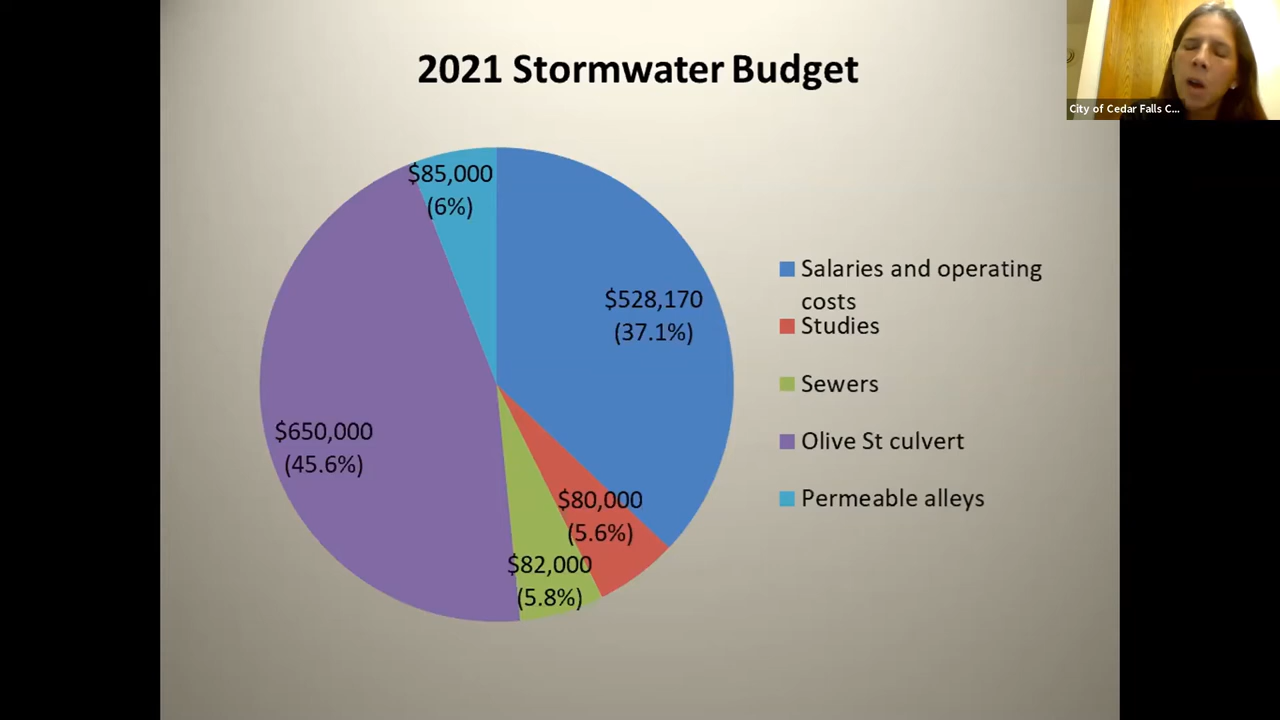 2021 Stormwater Budget
City of Cedar Falls C...
$85,000
(6%)
$528,170
(37.1%)
$650,000
(45.6%)
$80,000
(5.6%)
$82,000
(5.8%)
Salaries and operating
costs
Studies
Sewers
Olive St culvert
Permeable alleys